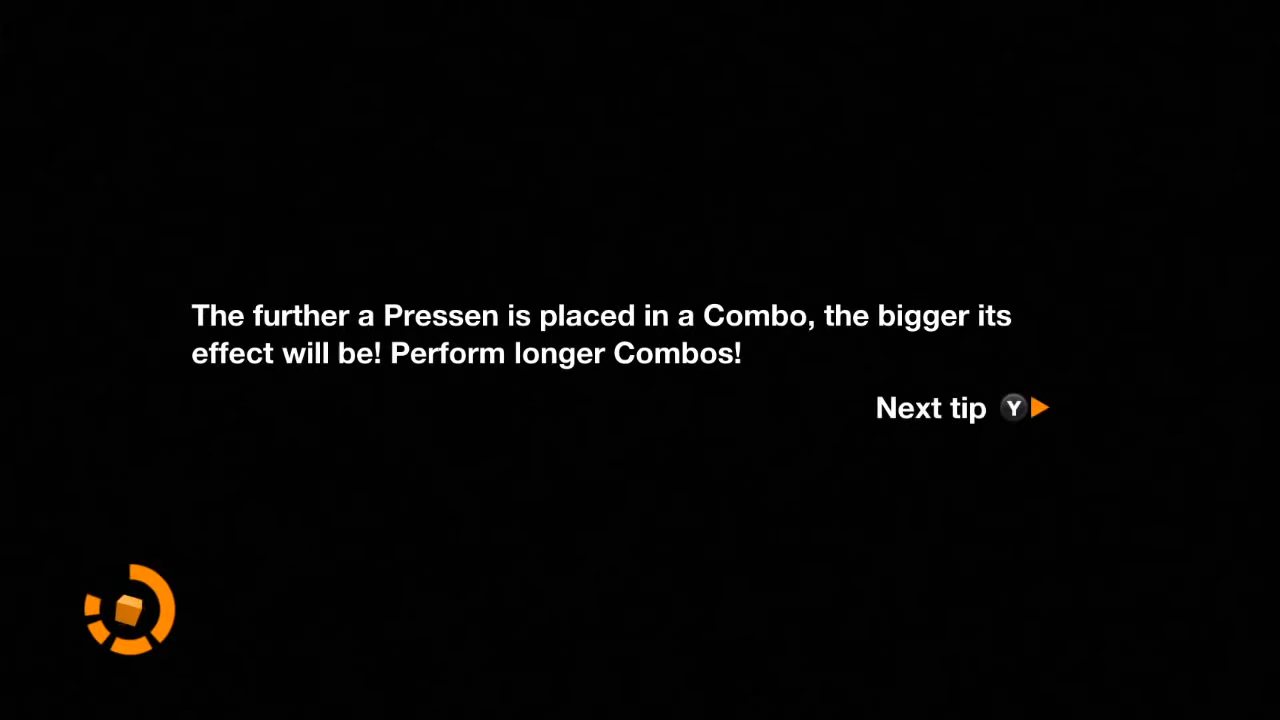 The further a Pressen is placed in a Combo, the bigger its
effect will be! Perform longer Combos!
Next tip Y